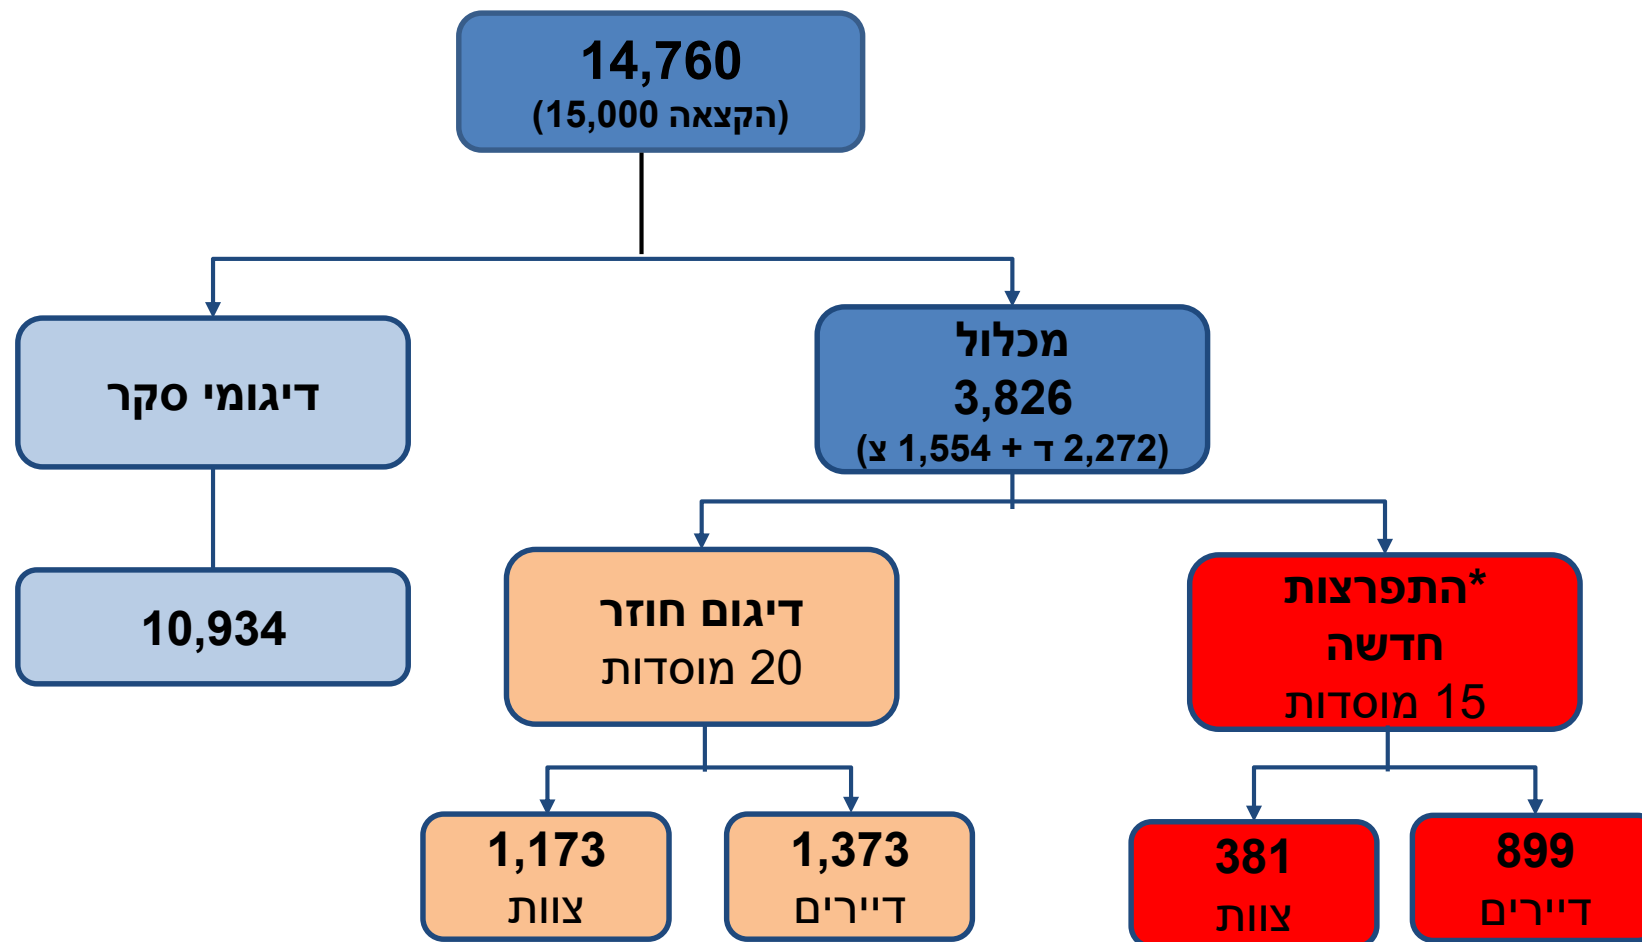 14,760
(הקצאה 15,000)
דיגומי סקר
10,934
מכלול
3,826
(2,272 ד + 1,554 צ)
דיגום חוזר
20 מוסדות
*התפרצות
חדשה
15 מוסדות
1,173
צוות
1,373
דיירים
381
צוות
899
דיירים